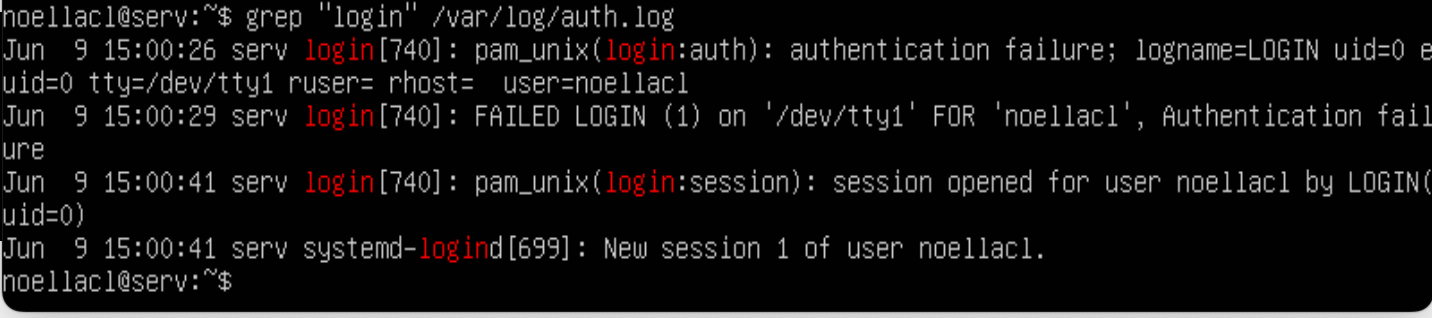 noellacl@serv:~$ grep "login" /var/log/auth.log
Jun  9 15:00:26 serv login[740]: pam_unix(login:auth): authentication failure; logname=LOGIN uid=0 e
uid=0 tty=/dev/tty1 ruser= rhost=  user=noellacl
Jun  9 15:00:29 serv login[740]: FAILED LOGIN (1) on '/dev/tty1' FOR 'noellacl', Authentication fail
ure
Jun  9 15:00:41 serv login[740]: pam_unix(login:session): session opened for user noellacl by LOGIN(
uid=0)
Jun  9 15:00:41 serv systemd-logind[699]: New session 1 of user noellacl.
noellacl@serv:~$